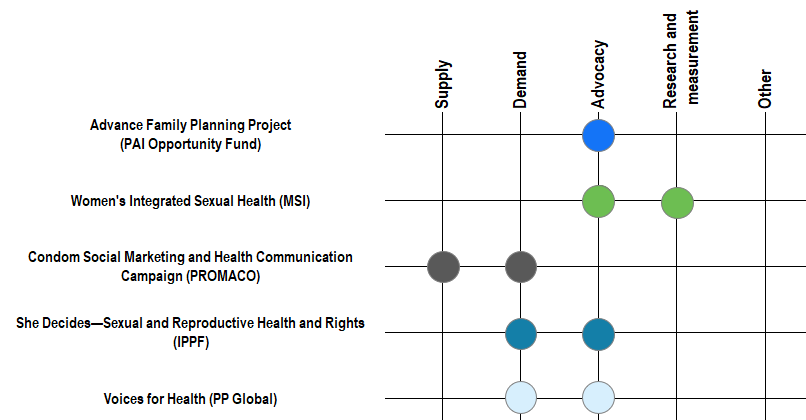 Supply
Demand
Advocacy
Research and
measurement
Other
Advance Family Planning Project
(PAI Opportunity Fund)
Women's Integrated Sexual Health (MSI)
Condom Social Marketing and Health Communication
Campaign (PROMACO)
She Decides—Sexual and Reproductive Health and Rights
(IPPF)
Voices for Health (PP Global)